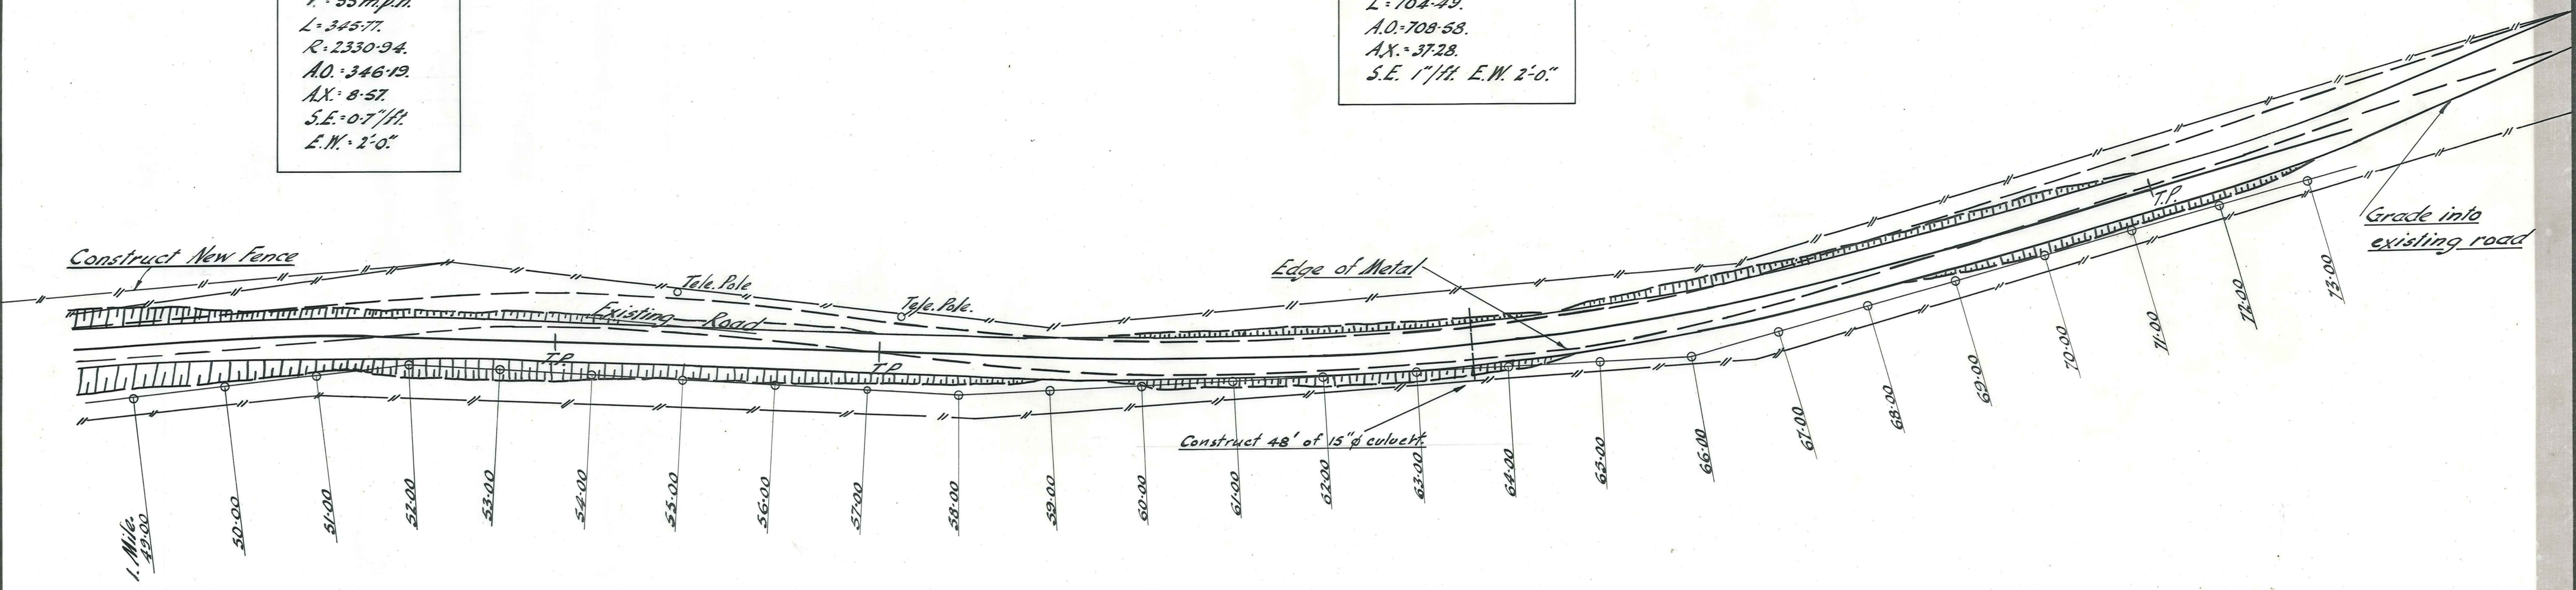 V. = 55 m.p.h.
L = 345·77.
R = 2330·94.
A.O. = 346·19.
A.X. = 8·57.
S.E. = 0·7"/ft.
E.W. = 2'-0".
L = 704·49.
A.O. = 708·58.
A.X. = 37·28.
S.E. 1"/ft. E.W. 2'-0".
Construct New Fence
Tele. Pole
Tele. Pole.
Existing Road
Edge of Metal
T.P.
T.P.
T.P.
Grade into
existing road
Construct 48' of 15"ø culvert.
1. Mile.
49·00
50·00
51·00
52·00
53·00
54·00
55·00
56·00
57·00
58·00
59·00
60·00
61·00
62·00
63·00
64·00
65·00
66·00
67·00
68·00
69·00
70·00
71·00
72·00
73·00